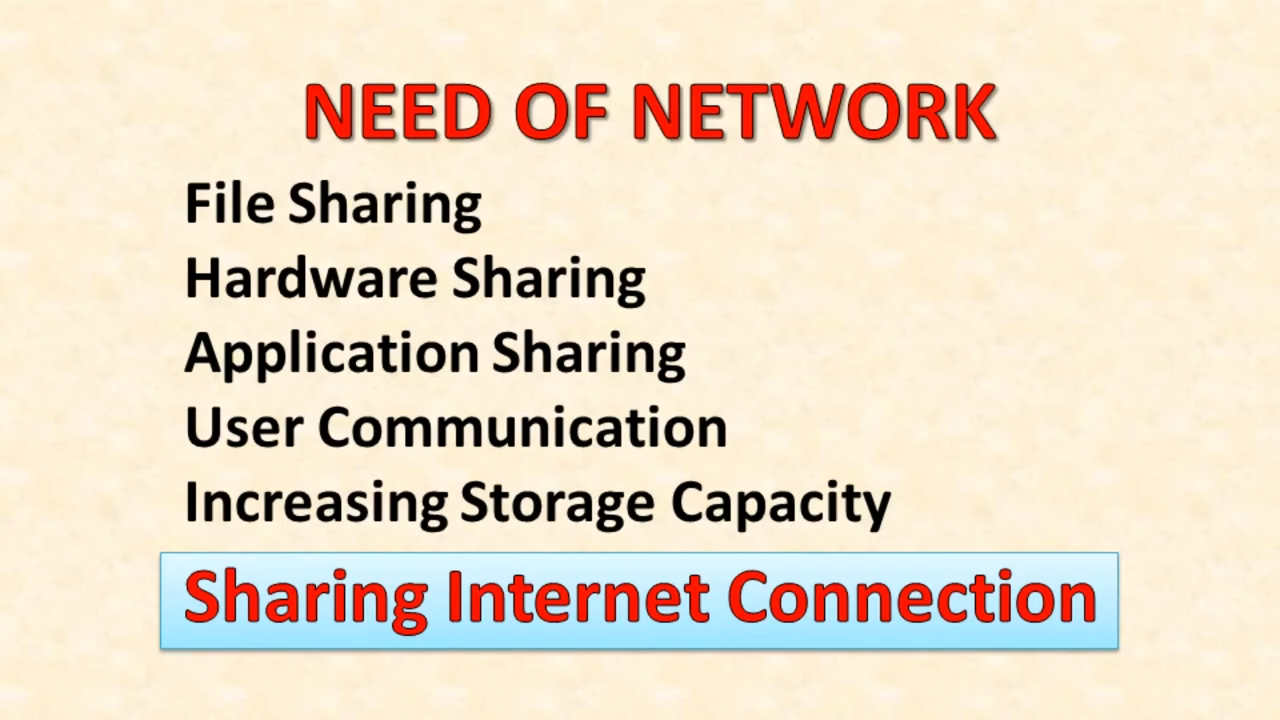 NEED OF NETWORK
File Sharing
Hardware Sharing
Application Sharing
User Communication
Increasing Storage Capacity
Sharing Internet Connection